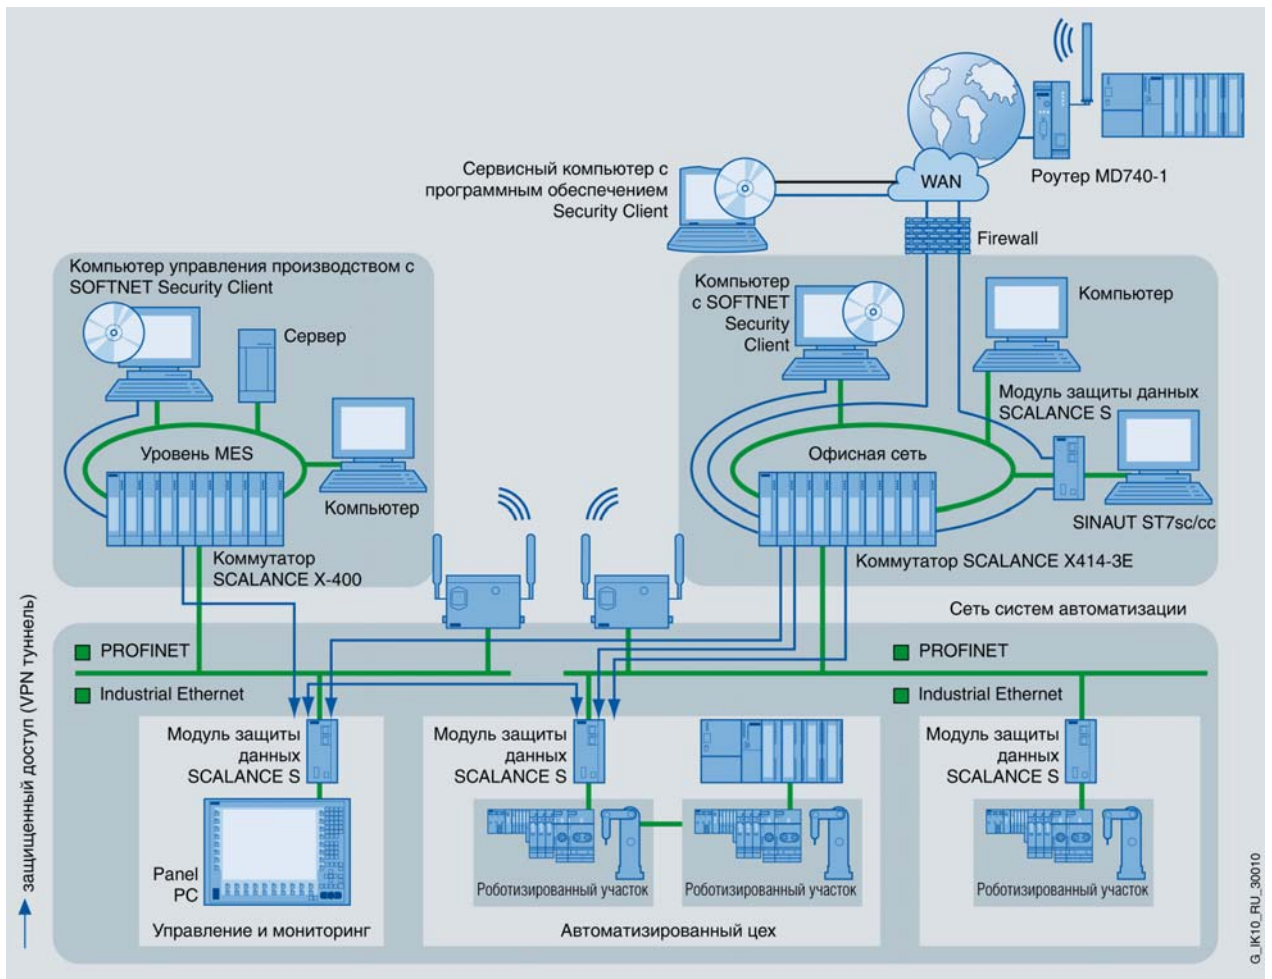 WAN
Роутер MD740-1
Сервисный компьютер с
программным обеспечением
Security Client
Firewall
Компьютер управления производством с
SOFTNET Security Client
Сервер
Уровень MES
Компьютер
Коммутатор
SCALANCE X-400
Компьютер
с SOFTNET
Security
Client
Компьютер
Модуль защиты данных
SCALANCE S
Офисная сеть
SINAUT ST7sc/cc
Коммутатор SCALANCE X414-3E
Сеть систем автоматизации
PROFINET
Industrial Ethernet
PROFINET
Industrial Ethernet
Модуль защиты
данных
SCALANCE S
Panel
PC
Управление и мониторинг
Модуль защиты
данных
SCALANCE S
Роботизированный участок
Роботизированный участок
Автоматизированный цех
Модуль защиты
данных
SCALANCE S
Роботизированный участок
защищенный доступ (VPN туннель)
G_IK10_RU_30010